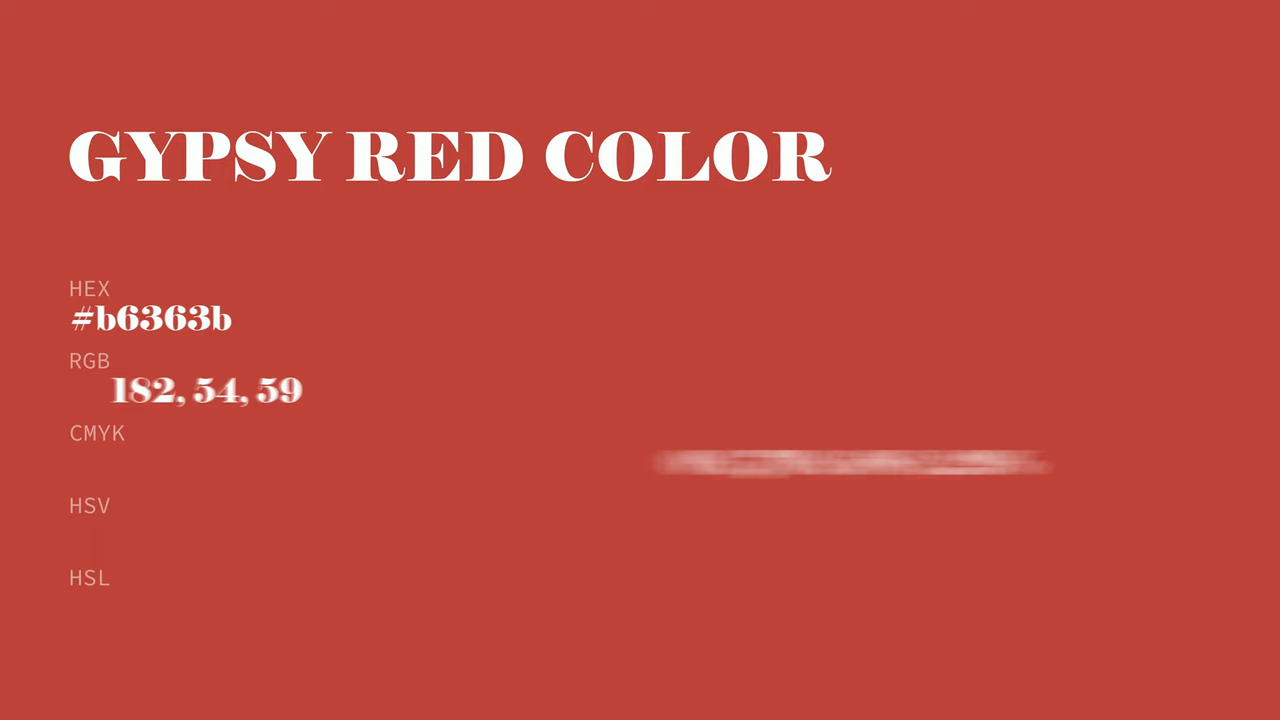 GYPSY RED COLOR
HEX
#b6363b
RGB
182, 54, 59
CMYK
HSV
HSL